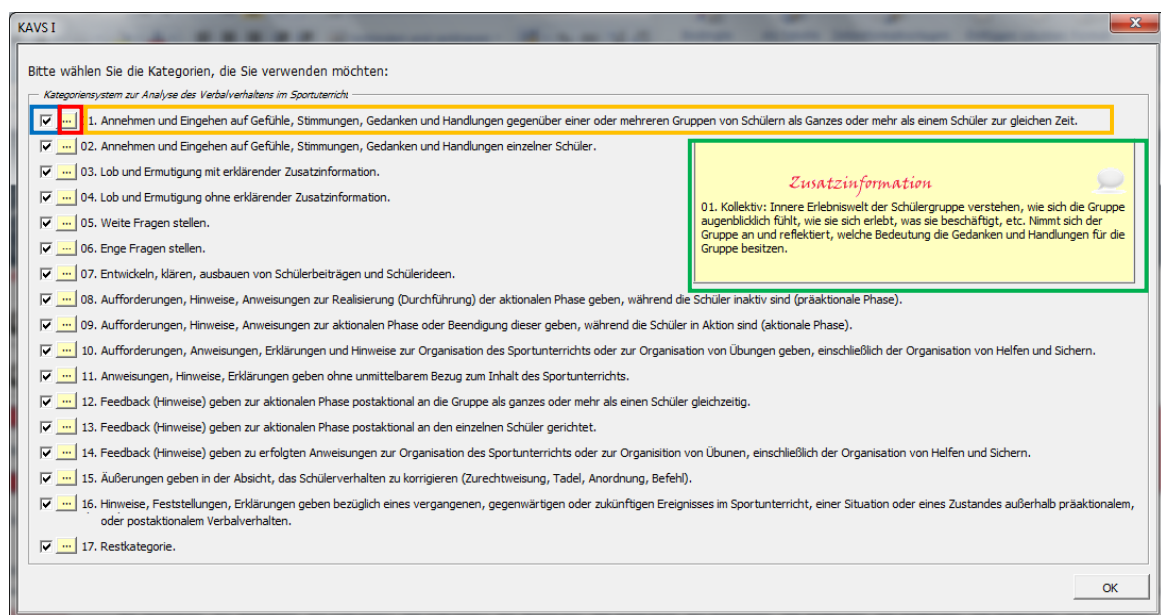 KAVS I
Bitte wählen Sie die Kategorien, die Sie verwenden möchten:
Kategoriensystem zur Analyse des Verbalverhaltens im Sportuterricht
... 1. Annehmen und Eingehen auf Gefühle, Stimmungen, Gedanken und Handlungen gegenüber einer oder mehreren Gruppen von Schülern als Ganzes oder mehr als einem Schüler zur gleichen Zeit.
... 02. Annehmen und Eingehen auf Gefühle, Stimmungen, Gedanken und Handlungen einzelner Schüler.
... 03. Lob und Ermutigung mit erklärender Zusatzinformation.
... 04. Lob und Ermutigung ohne erklärender Zusatzinformation.
... 05. Weite Fragen stellen.
... 06. Enge Fragen stellen.
... 07. Entwickeln, klären, ausbauen von Schülerbeiträgen und Schülerideen.
Zusatzinformation
01. Kollektiv: Innere Erlebniswelt der Schülergruppe verstehen, wie sich die Gruppe
augenblicklich fühlt, wie sie sich erlebt, was sie beschäftigt, etc. Nimmt sich der
Gruppe an und reflektiert, welche Bedeutung die Gedanken und Handlungen für die
Gruppe besitzen.
... 08. Aufforderungen, Hinweise, Anweisungen zur Realisierung (Durchführung) der aktionalen Phase geben, während die Schüler inaktiv sind (präaktionale Phase).
... 09. Aufforderungen, Hinweise, Anweisungen zur aktionalen Phase oder Beendigung dieser geben, während die Schüler in Aktion sind (aktionale Phase).
... 10. Aufforderungen, Anweisungen, Erklärungen und Hinweise zur Organisation des Sportunterrichts oder zur Organisation von Übungen geben, einschließlich der Organisation von Helfen und Sichern.
... 11. Anweisungen, Hinweise, Erklärungen geben ohne unmittelbarem Bezug zum Inhalt des Sportunterrichts.
... 12. Feedback (Hinweise) geben zur aktionalen Phase postaktional an die Gruppe als ganzes oder mehr als einen Schüler gleichzeitig.
... 13. Feedback (Hinweise) geben zur aktionalen Phase postaktional an den einzelnen Schüler gerichtet.
... 14. Feedback (Hinweise) geben zu erfolgten Anweisungen zur Organisation des Sportunterrichts oder zur Orgnisition von Übunen, einschließlich der Organisation von Helfen und Sichern.
... 15. Äußerungen geben in der Absicht, das Schülerverhalten zu korrigieren (Zurechtweisung, Tadel, Anordnung, Befehl).
... 16. Hinweise, Feststellungen, Erklärungen geben bezüglich eines vergangenen, gegenwärtigen oder zukünftigen Ereignisses im Sportunterricht, einer Situation oder eines Zustandes außerhalb präaktionalem,
oder postaktionalem Verbalverhalten.
... 17. Restkategorie.
OK